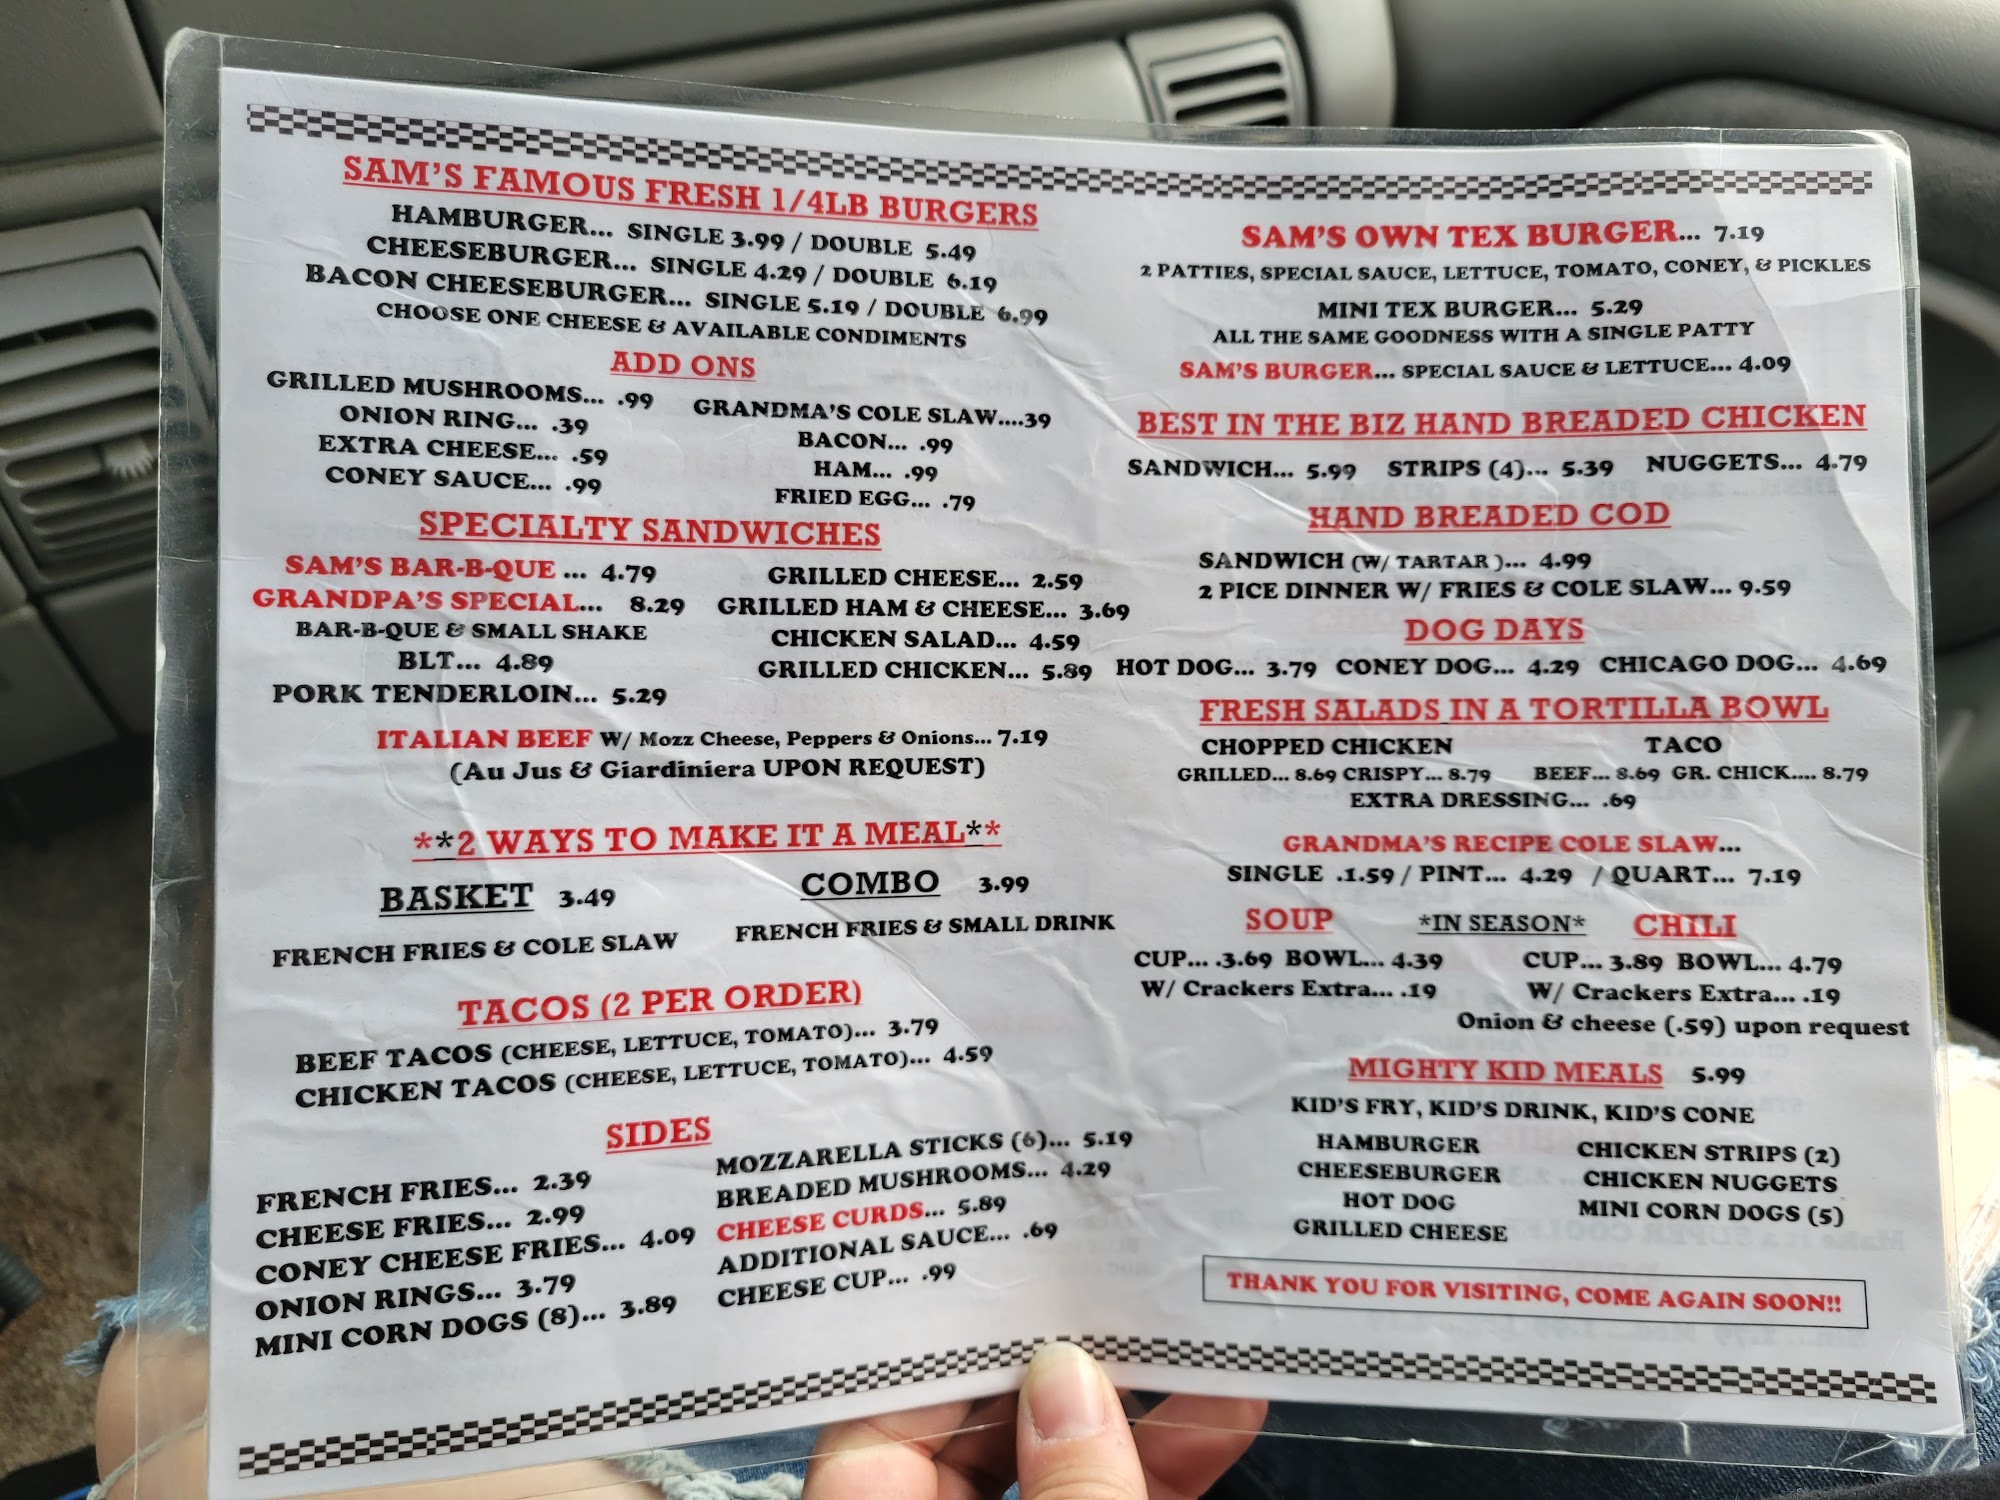 SAM'S FAMOUS FRESH 1/4LB BURGERS
HAMBURGER... SINGLE 3.99 / DOUBLE 5.49
CHEESEBURGER... SINGLE 4.29 / DOUBLE 6.19
BACON CHEESEBURGER... SINGLE 5.19 / DOUBLE 6.99
CHOOSE ONE CHEESE & AVAILABLE CONDIMENTS
ADD ONS
GRILLED MUSHROOMS... .99
ONION RING... .39
EXTRA CHEESE... .59
CONEY SAUCE... .99
GRANDMA'S COLE SLAW....39
BACON... .99
HAM... .99
FRIED EGG... .79
SPECIALTY SANDWICHES
SAM'S BAR-B-QUE ... 4.79
GRANDPA'S SPECIAL... 8.29
BAR-B-QUE & SMALL SHAKE
BLT... 4.89
PORK TENDERLOIN... 5.29
GRILLED CHEESE... 2.59
GRILLED HAM & CHEESE... 3.69
CHICKEN SALAD... 4.59
GRILLED CHICKEN... 5.89
ITALIAN BEEF W/ Mozz Cheese, Peppers & Onions... 7.19
(Au Jus & Giardiniera UPON REQUEST)
**2 WAYS TO MAKE IT A MEAL**
BASKET 3.49
FRENCH FRIES & COLE SLAW
COMBO 3.99
FRENCH FRIES & SMALL DRINK
TACOS (2 PER ORDER)
BEEF TACOS (CHEESE, LETTUCE, TOMATO)... 3.79
CHICKEN TACOS (CHEESE, LETTUCE, TOMATO)... 4.59
SIDES
FRENCH FRIES... 2.39
CHEESE FRIES... 2.99
CONEY CHEESE FRIES... 4.09
ONION RINGS... 3.79
MINI CORN DOGS (8)... 3.89
MOZZARELLA STICKS (6)... 5.19
BREADED MUSHROOMS... 4.29
CHEESE CURDS... 5.89
ADDITIONAL SAUCE... .69
CHEESE CUP... .99
SAM'S OWN TEX BURGER... 7.19
2 PATTIES, SPECIAL SAUCE, LETTUCE, TOMATO, CONEY, & PICKLES
MINI TEX BURGER... 5.29
ALL THE SAME GOODNESS WITH A SINGLE PATTY
SAM'S BURGER... SPECIAL SAUCE & LETTUCE... 4.09
BEST IN THE BIZ HAND BREADED CHICKEN
SANDWICH... 5.99 STRIPS (4)... 5.39 NUGGETS... 4.79
HAND BREADED COD
SANDWICH (W/ TARTAR )... 4.99
2 PICE DINNER W/ FRIES & COLE SLAW... 9.59
DOG DAYS
HOT DOG... 3.79 CONEY DOG... 4.29 CHICAGO DOG... 4.69
FRESH SALADS IN A TORTILLA BOWL
CHOPPED CHICKEN TACO
GRILLED... 8.69 CRISPY... 8.79 BEEF... 8.69 GR. CHICK.... 8.79
EXTRA DRESSING... .69
GRANDMA'S RECIPE COLE SLAW...
SINGLE .1.59 / PINT... 4.29 / QUART... 7.19
SOUP *IN SEASON* CHILI
CUP... .3.69 BOWL... 4.39 CUP... 3.89 BOWL... 4.79
W/ Crackers Extra... .19 W/ Crackers Extra... .19
Onion & cheese (.59) upon request
MIGHTY KID MEALS 5.99
KID'S FRY, KID'S DRINK, KID'S CONE
HAMBURGER
CHEESEBURGER
HOT DOG
GRILLED CHEESE
CHICKEN STRIPS (2)
CHICKEN NUGGETS
MINI CORN DOGS (5)
THANK YOU FOR VISITING, COME AGAIN SOON!!